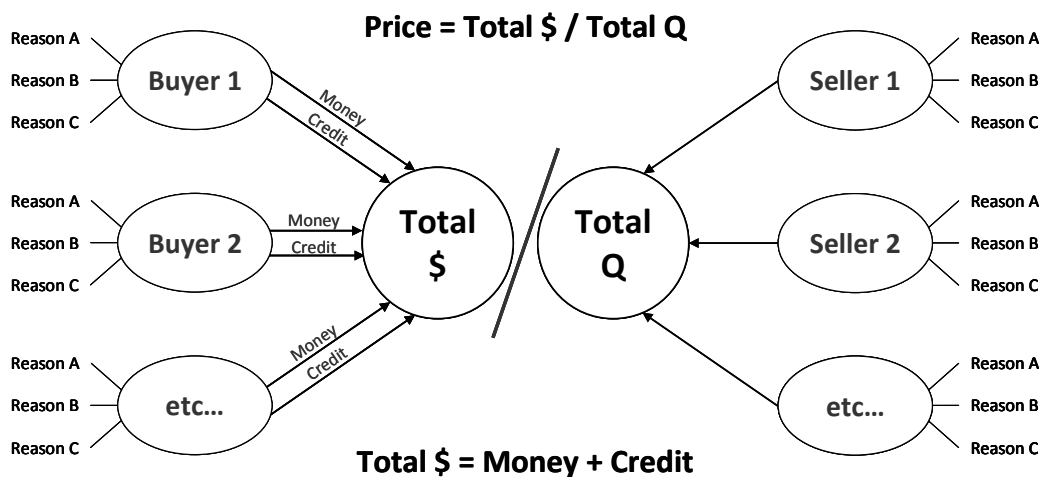 Price = Total $ / Total Q
Reason A
Reason B
Reason C
Buyer 1
Money
Credit
Reason A
Reason B
Reason C
Buyer 2
Money
Credit
Reason A
Reason B
Reason C
etc...
Money
Credit
Total
$
/
Total
Q
Seller 1
Reason A
Reason B
Reason C
Seller 2
Reason A
Reason B
Reason C
etc...
Reason A
Reason B
Reason C
Total $ = Money + Credit